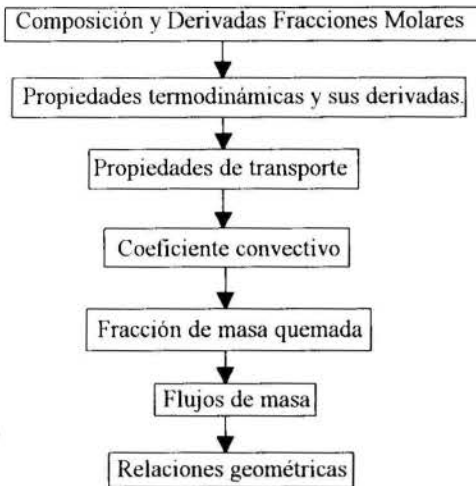 Composición y Derivadas Fracciones Molares
Propiedades termodinámicas y sus derivadas.
Propiedades de transporte
Coeficiente convectivo
Fracción de masa quemada
Flujos de masa
Relaciones geométricas